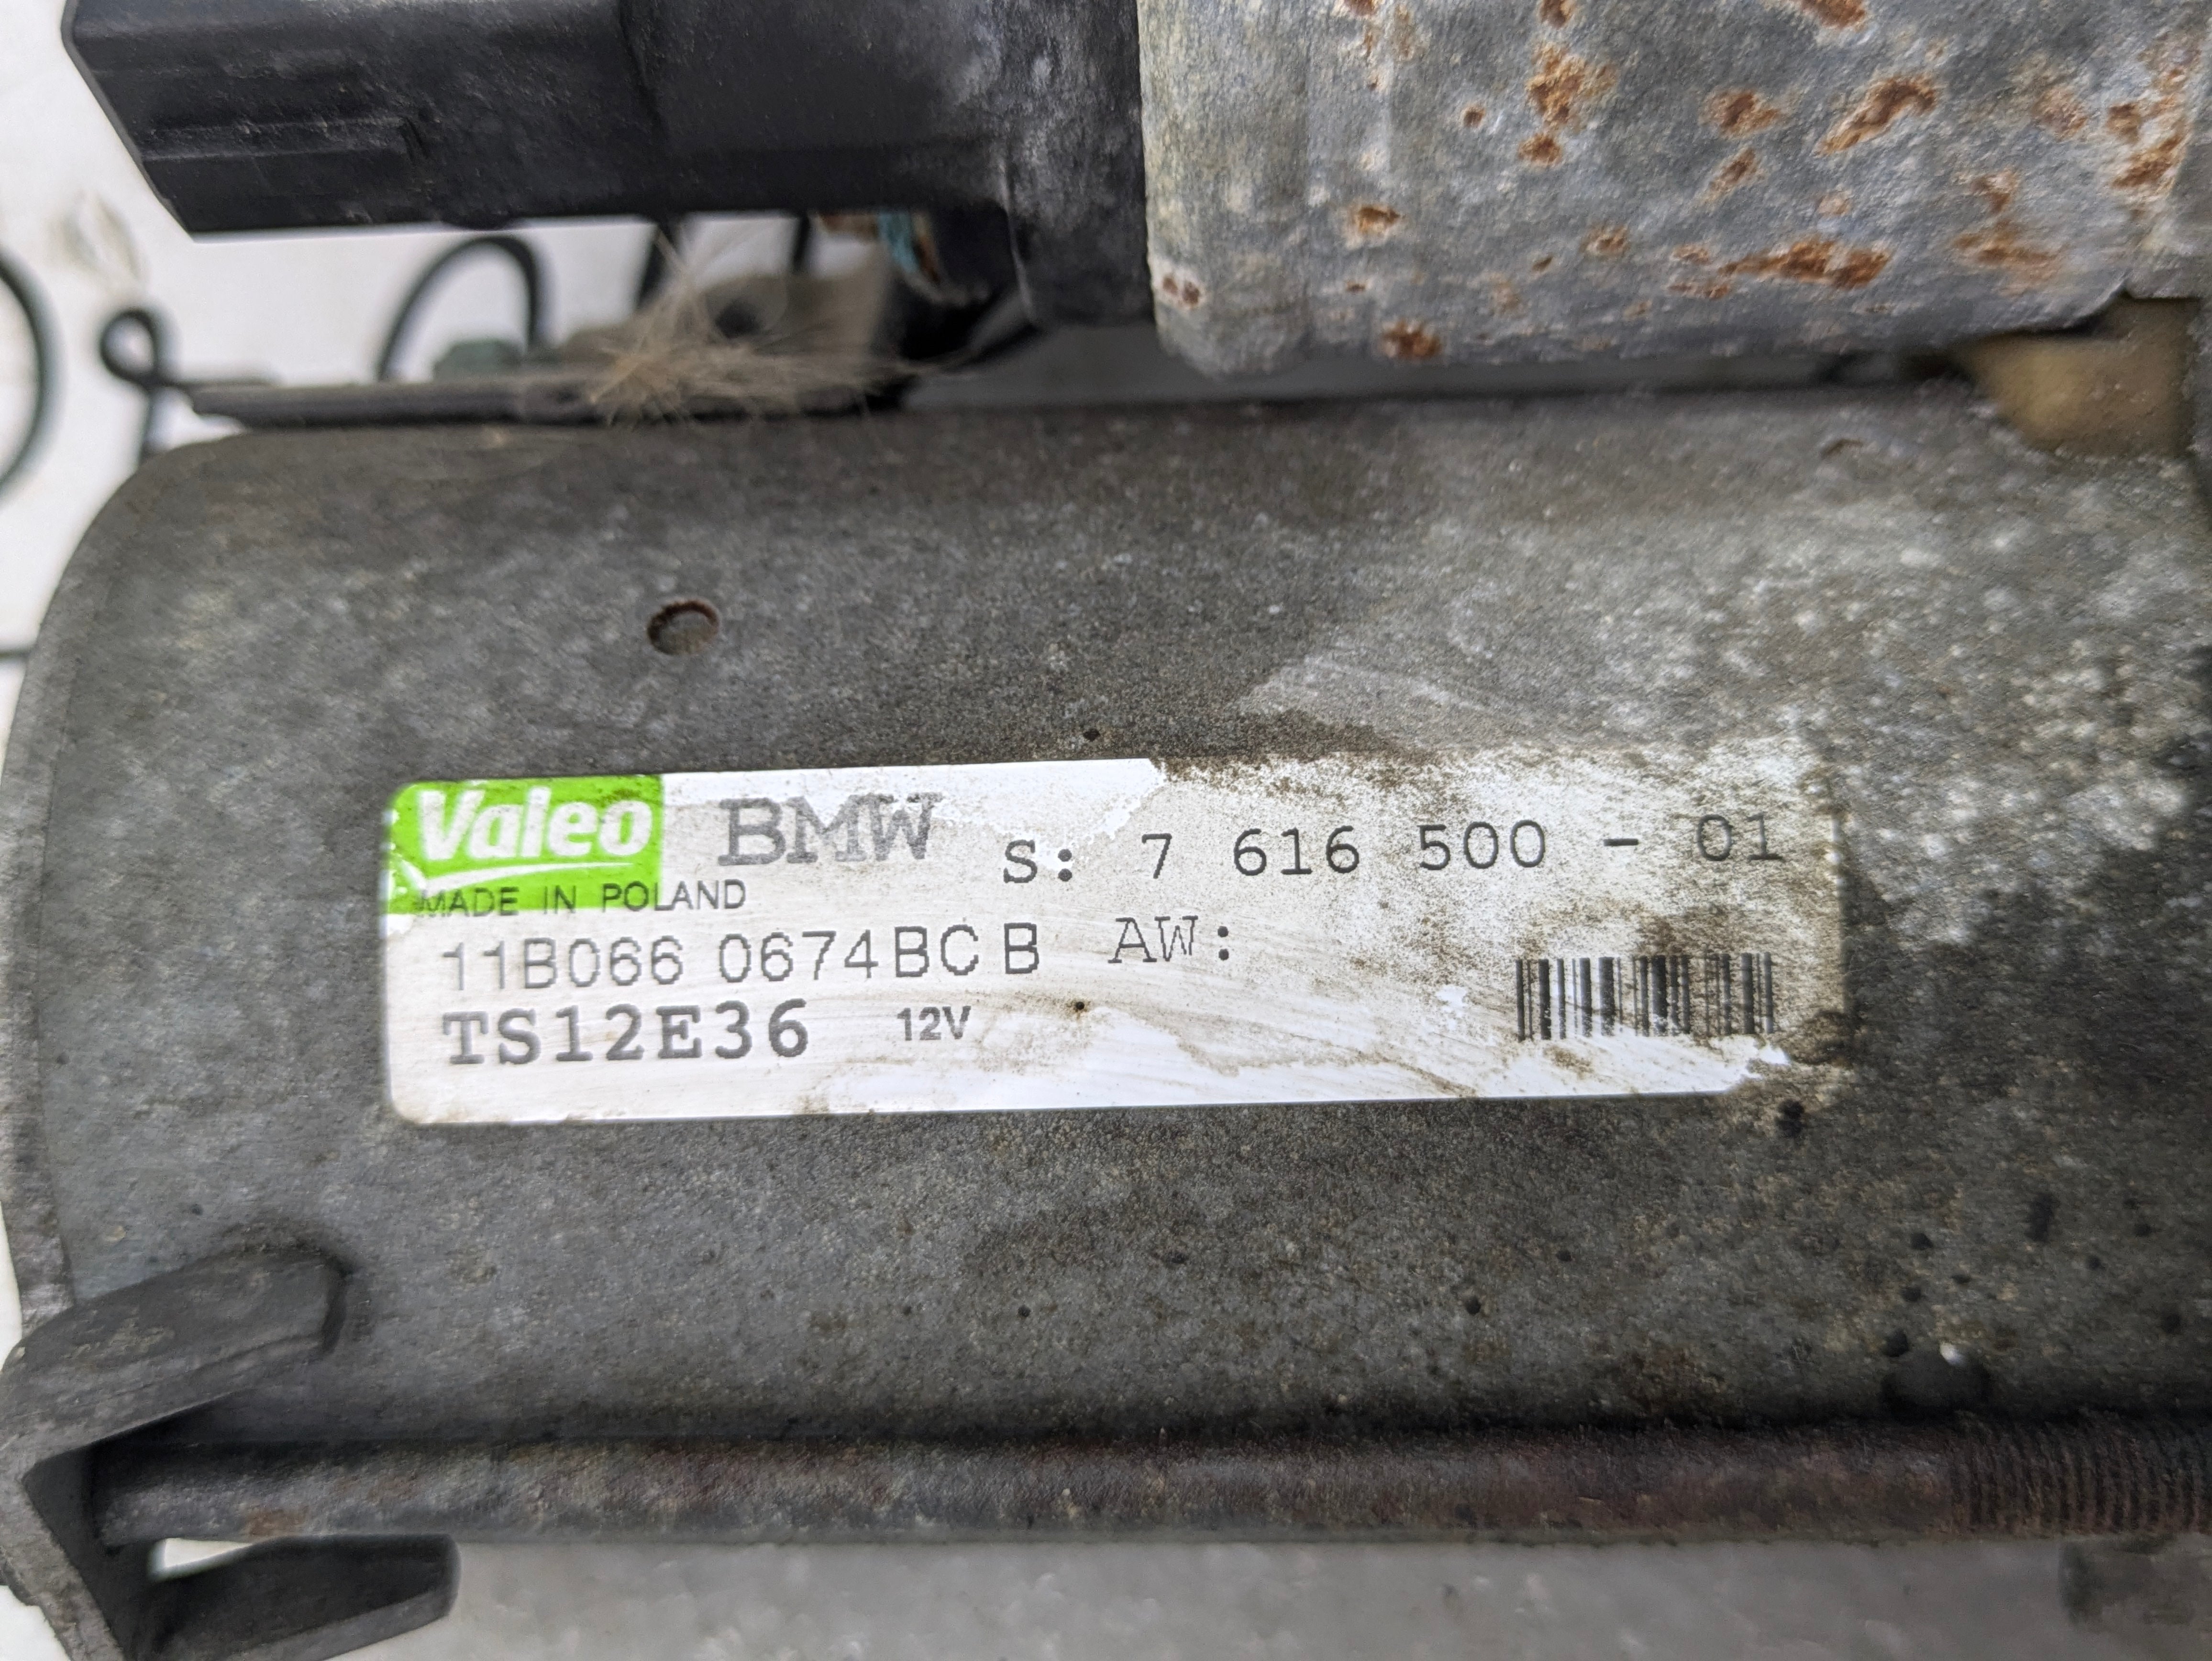 Valeo BMW S: 7 616 500 - 01
MADE IN POLAND
11B066 0674BC B AW:
TS12E36 12V